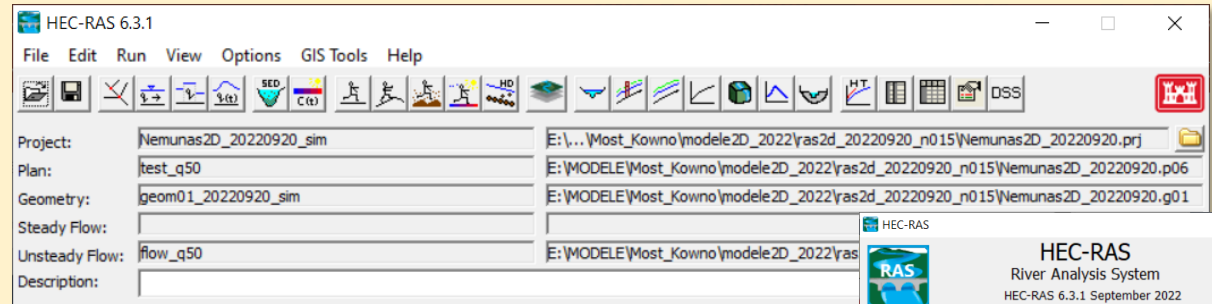 HEC-RAS 6.3.1
File Edit Run View Options GIS Tools Help
SED C(t) HD HT DSS
Project: Nemunas2D_20220920_sim E:\...\Most_Kowno\modele2D_2022\ras2d_20220920_n015\Nemunas2D_20220920.prj
Plan: test_q50 E:\MODELE\Most_Kowno\modele2D_2022\ras2d_20220920_n015\Nemunas2D_20220920.p06
Geometry: geom01_20220920_sim E:\MODELE\Most_Kowno\modele2D_2022\ras2d_20220920_n015\Nemunas2D_20220920.g01
Steady Flow:
Unsteady Flow: flow_q50 E:\MODELE\Most_Kowno\modele2D_2022\ras
Description:
HEC-RAS
RAS
HEC-RAS
River Analysis System
HEC-RAS 6.3.1 September 2022